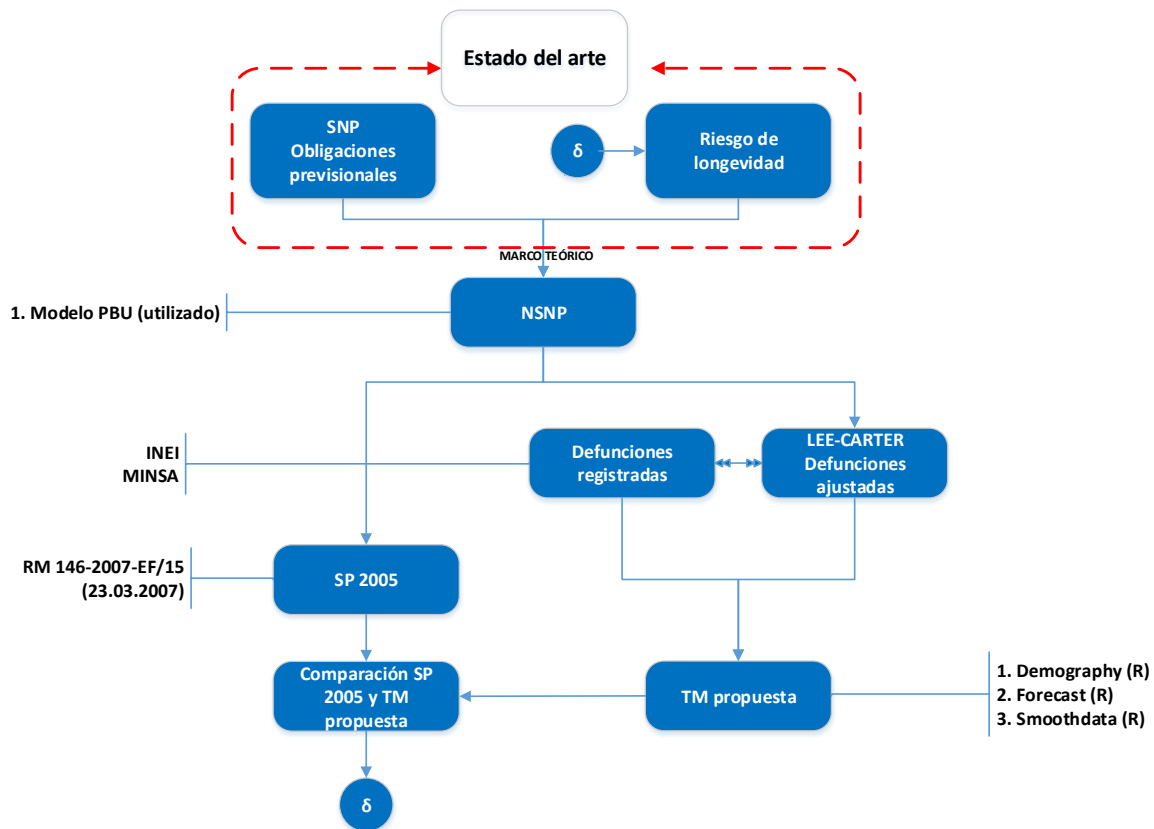 Estado del arte
SNP
Obligaciones
previsionales
δ
Riesgo de
longevidad
MARCO TEÓRICO
1. Modelo PBU (utilizado)
NSNP
INEI
MINSA
Defunciones
registradas
LEE-CARTER
Defunciones
ajustadas
RM 146-2007-EF/15
(23.03.2007)
SP 2005
Comparación SP
2005 y TM
propuesta
TM propuesta
1. Demography (R)
2. Forecast (R)
3. Smoothdata (R)
δ